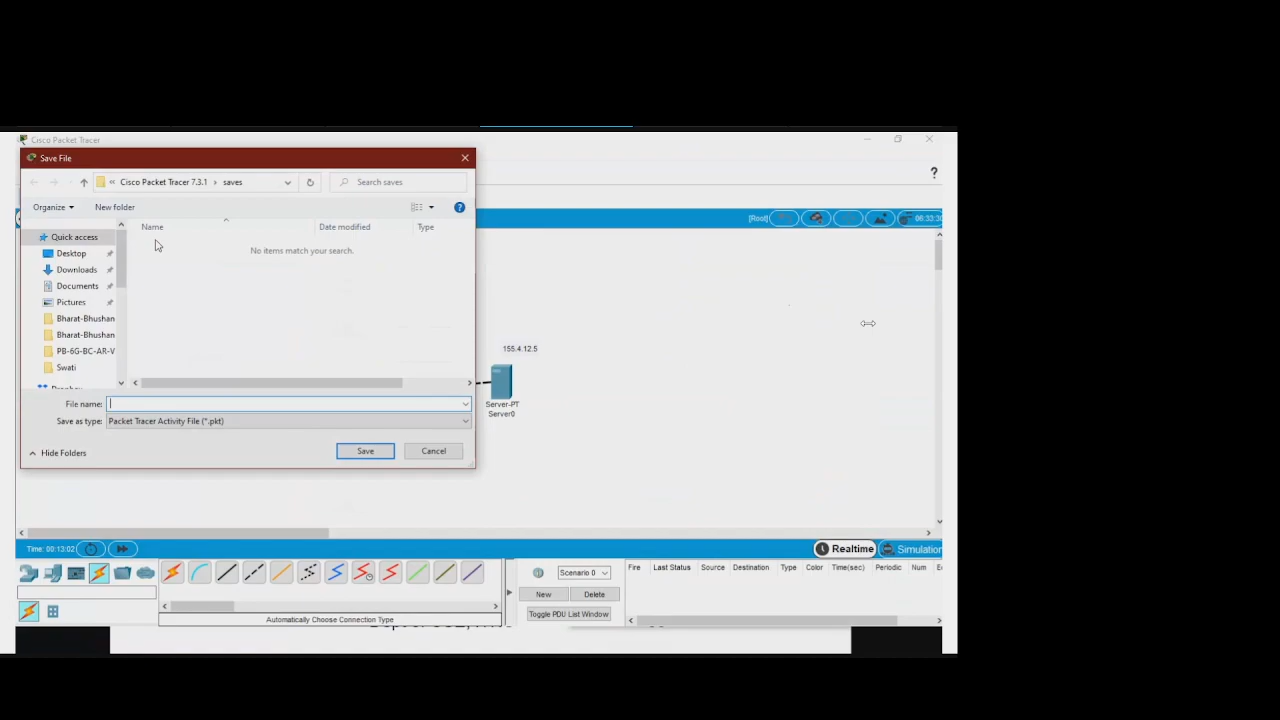 Cisco Packet Tracer
Save File
« Cisco Packet Tracer 7.3.1 › saves
Search saves
?
Organize
New folder
?
[Root]
06:33:30
Quick access
Name
Date modified
Type
Desktop
No items match your search.
Downloads
Documents
Pictures
Bharat-Bhushan
Bharat-Bhushan
PB-6G-BC-AR-V
Swati
155.4.12.5
Server-PT
Server0
File name:
Save as type: Packet Tracer Activity File (*.pkt)
Hide Folders
Save
Cancel
Time: 00:13:02
Realtime
Simulation
Scenario 0
Fire Last Status Source Destination Type Color Time(sec) Periodic Num
New
Delete
Toggle PDU List Window
Automatically Choose Connection Type